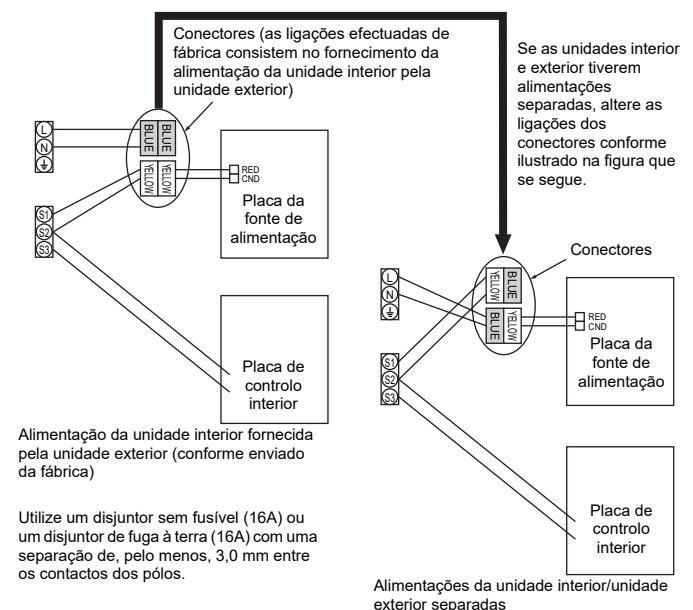 Conectores (as ligações efectuadas de
fábrica consistem no fornecimento da
alimentação da unidade interior pela
unidade exterior)
Se as unidades interior
e exterior tiverem
alimentações
separadas, altere as
ligações dos
conectores conforme
ilustrado na figura que
se segue.
L
N
BLUE
BLUE
YELLOW
YELLOW
RED
CND
Placa da
fonte de
alimentação
S1
S2
S3
Placa de
controlo
interior
Alimentação da unidade interior fornecida
pela unidade exterior (conforme enviado
da fábrica)
Utilize um disjuntor sem fusível (16A) ou
um disjuntor de fuga à terra (16A) com uma
separação de, pelo menos, 3,0 mm entre
os contactos dos pólos.
Conectores
L
N
YELLOW
BLUE
BLUE
YELLOW
RED
CND
Placa da
fonte de
alimentação
S1
S2
S3
Placa de
controlo
interior
Alimentações da unidade interior/unidade
exterior separadas